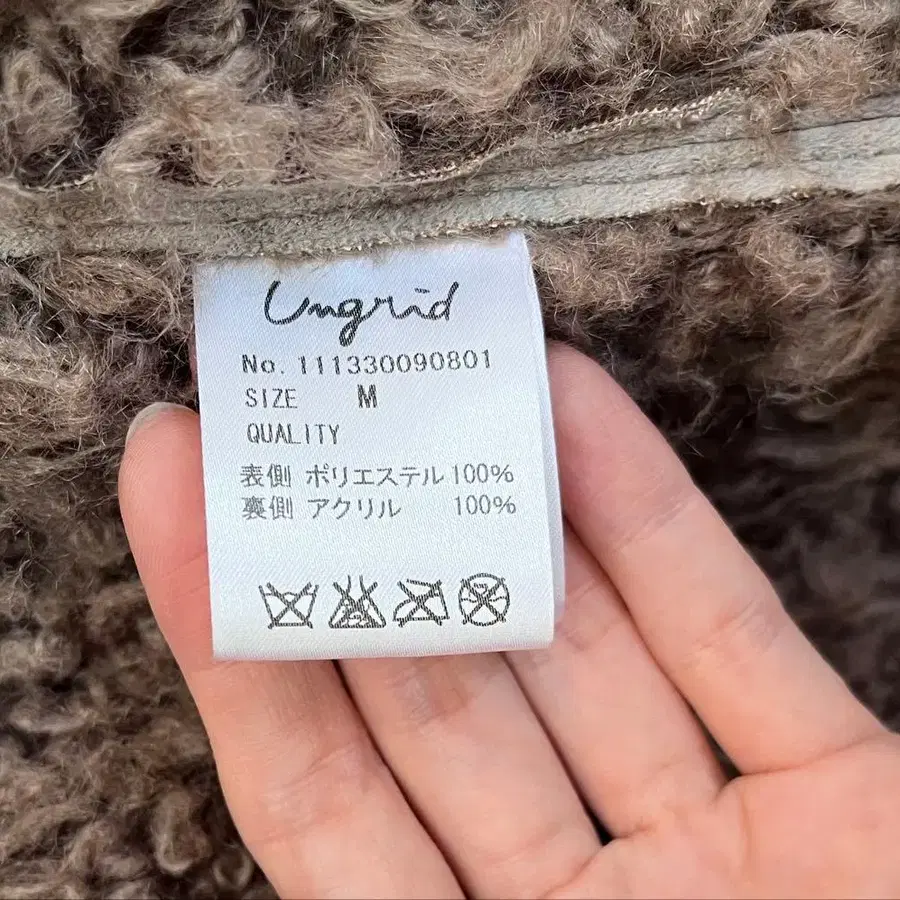 Ungrid
No. 111330090801
SIZE M
QUALITY
表側 ポリエステル 100%
裏側 アクリル 100%